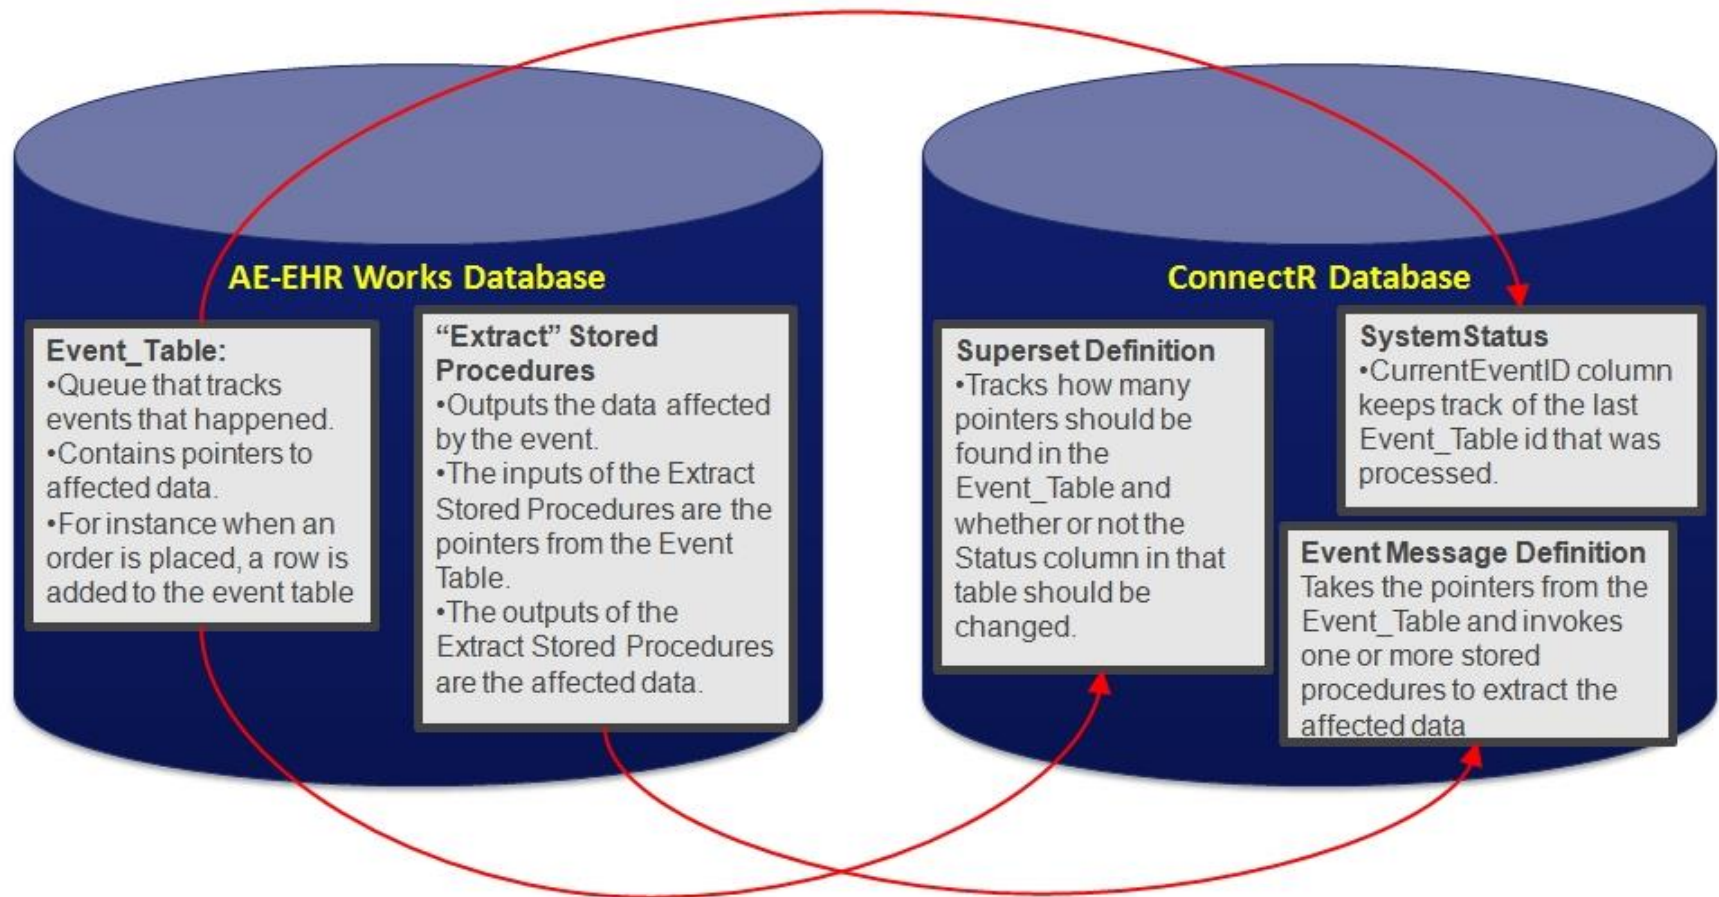 AE-EHR Works Database
Event_Table:
•Queue that tracks
events that happened.
•Contains pointers to
affected data.
•For instance when an
order is placed, a row is
added to the event table
“Extract” Stored
Procedures
•Outputs the data affected
by the event.
•The inputs of the Extract
Stored Procedures are the
pointers from the Event
Table.
•The outputs of the
Extract Stored Procedures
are the affected data.
ConnectR Database
Superset Definition
•Tracks how many
pointers should be
found in the
Event_Table and
whether or not the
Status column in that
table should be
changed.
SystemStatus
•CurrentEventID column
keeps track of the last
Event_Table id that was
processed.
Event Message Definition
Takes the pointers from the
Event_Table and invokes
one or more stored
procedures to extract the
affected data